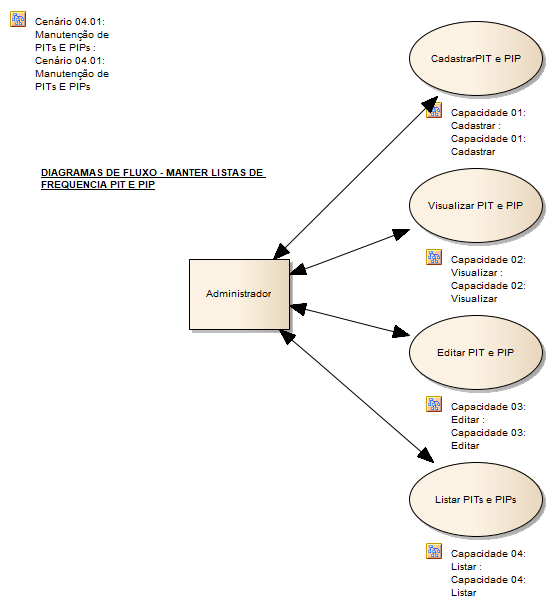 Cenário 04.01:
Manutenção de
PITs E PIPs :
Cenário 04.01:
Manutenção de
PITs E PIPs
DIAGRAMAS DE FLUXO - MANTER LISTAS DE
FREQUENCIA PIT E PIP
Administrador
CadastrarPIT e PIP
Capacidade 01:
Cadastrar :
Capacidade 01:
Cadastrar
Visualizar PIT e PIP
Capacidade 02:
Visualizar :
Capacidade 02:
Visualizar
Editar PIT e PIP
Capacidade 03:
Editar :
Capacidade 03:
Editar
Listar PITs e PIPs
Capacidade 04:
Listar :
Capacidade 04:
Listar